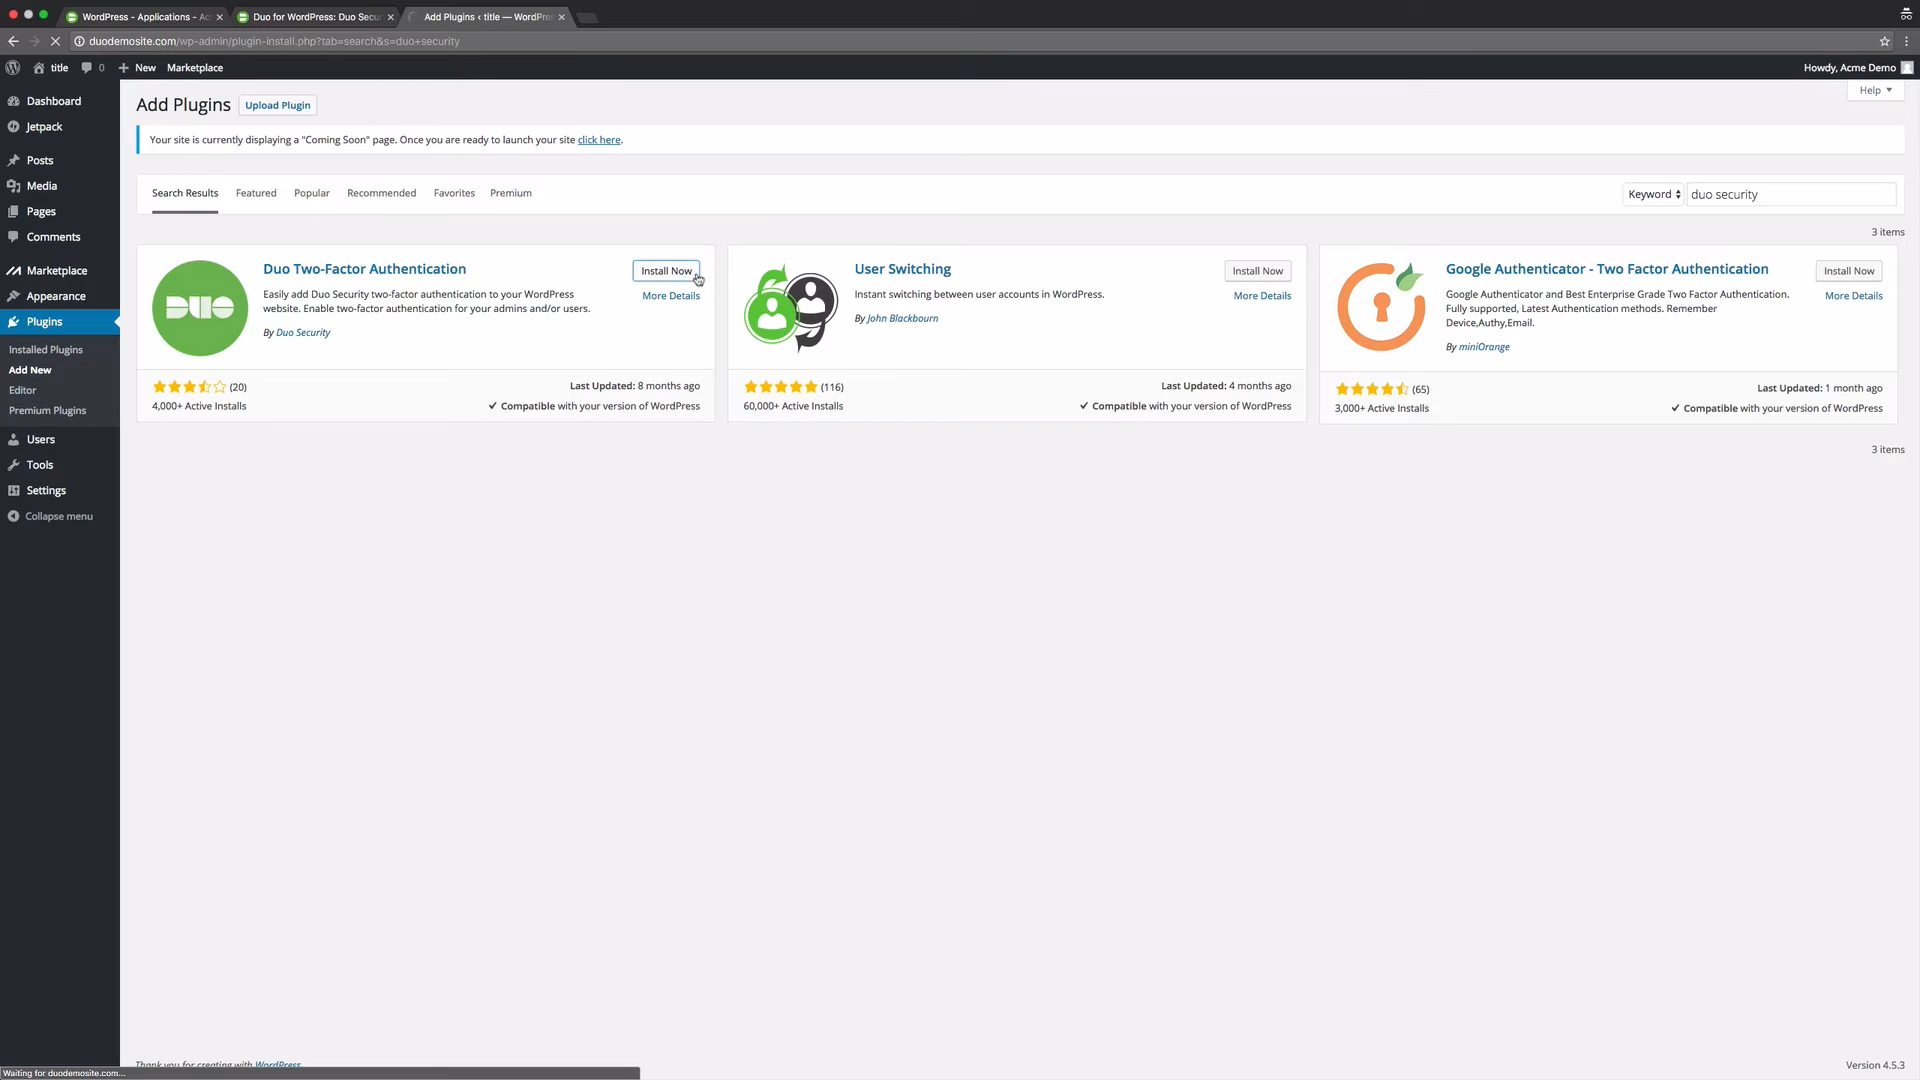 WordPress - Applications - Ac
Duo for WordPress: Duo Secur
Add Plugins ‹ title — WordPre
duodemosite.com/wp-admin/plugin-install.php?tab=search&s=duo+security
title
0
New
Marketplace
Howdy, Acme Demo
Dashboard
Jetpack
Posts
Media
Pages
Comments
Marketplace
Appearance
Plugins
Installed Plugins
Add New
Editor
Premium Plugins
Users
Tools
Settings
Collapse menu
Add Plugins
Upload Plugin
Help
Your site is currently displaying a "Coming Soon" page. Once you are ready to launch your site click here.
Search Results
Featured
Popular
Recommended
Favorites
Premium
Keyword
duo security
3 items
DUO
Duo Two-Factor Authentication
Install Now
More Details
Easily add Duo Security two-factor authentication to your WordPress
website. Enable two-factor authentication for your admins and/or users.
By Duo Security
(20)
4,000+ Active Installs
Last Updated: 8 months ago
Compatible with your version of WordPress
User Switching
Install Now
More Details
Instant switching between user accounts in WordPress.
By John Blackbourn
(116)
60,000+ Active Installs
Last Updated: 4 months ago
Compatible with your version of WordPress
Google Authenticator - Two Factor Authentication
Install Now
More Details
Google Authenticator and Best Enterprise Grade Two Factor Authentication.
Fully supported, Latest Authentication methods. Remember
Device,Authy,Email.
By miniOrange
(65)
3,000+ Active Installs
Last Updated: 1 month ago
Compatible with your version of WordPress
3 items
Thank you for creating with WordPress
Version 4.5.3
Waiting for duodemosite.com...